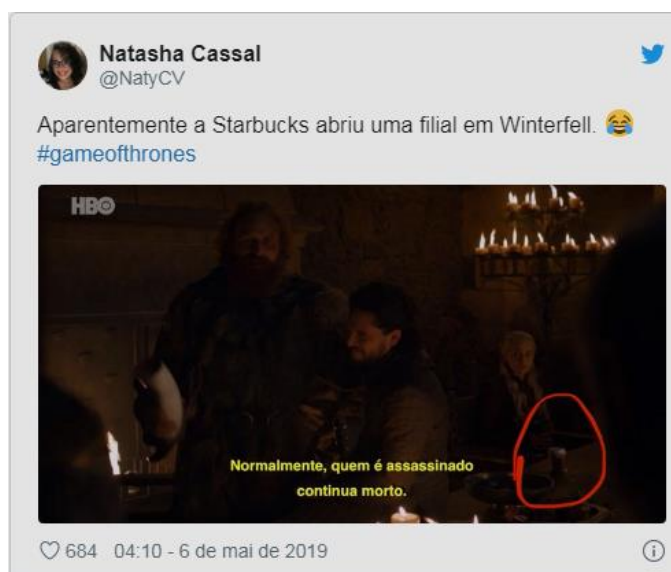 Natasha Cassal
@NatyCV
Aparentemente a Starbucks abriu uma filial em Winterfell. 😂
#gameofthrones
HBO
Normalmente, quem é assassinado
continua morto.
684 04:10 - 6 de mai de 2019